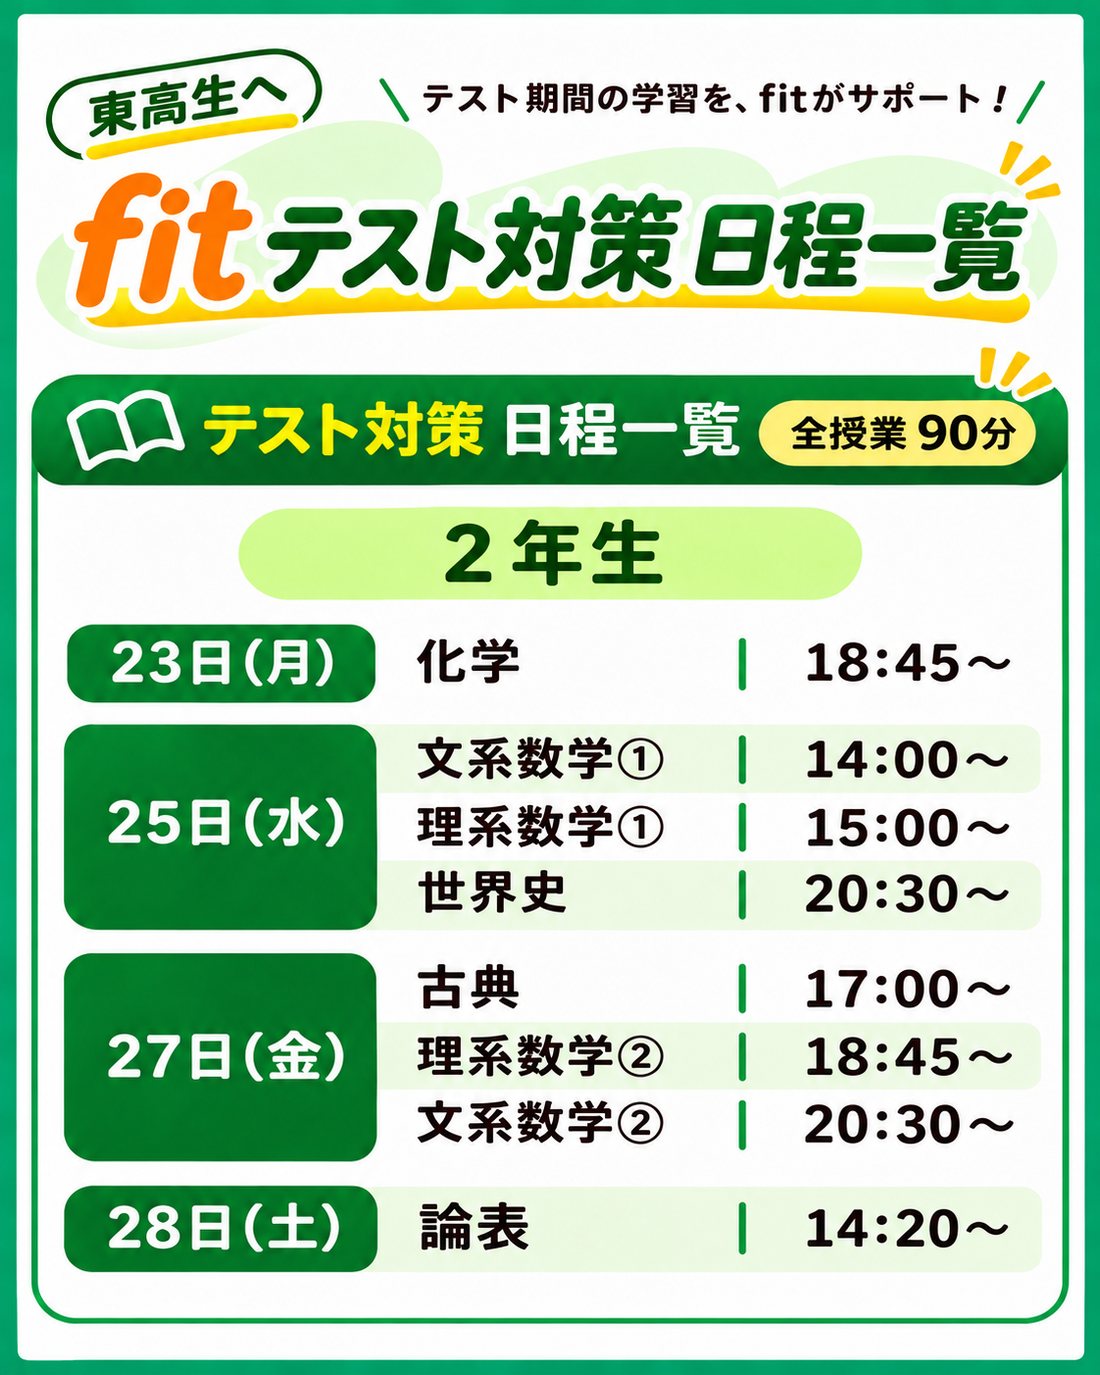 東高生へ
テスト期間の学習を、fitがサポート!
fitテスト対策日程一覧
テスト対策 日程一覧 全授業 90分
2年生
23日(月) 化学 18:45～
25日(水)
文系数学① 14:00～
理系数学① 15:00～
世界史 20:30～
27日(金)
古典 17:00～
理系数学② 18:45～
文系数学② 20:30～
28日(土) 論表 14:20～